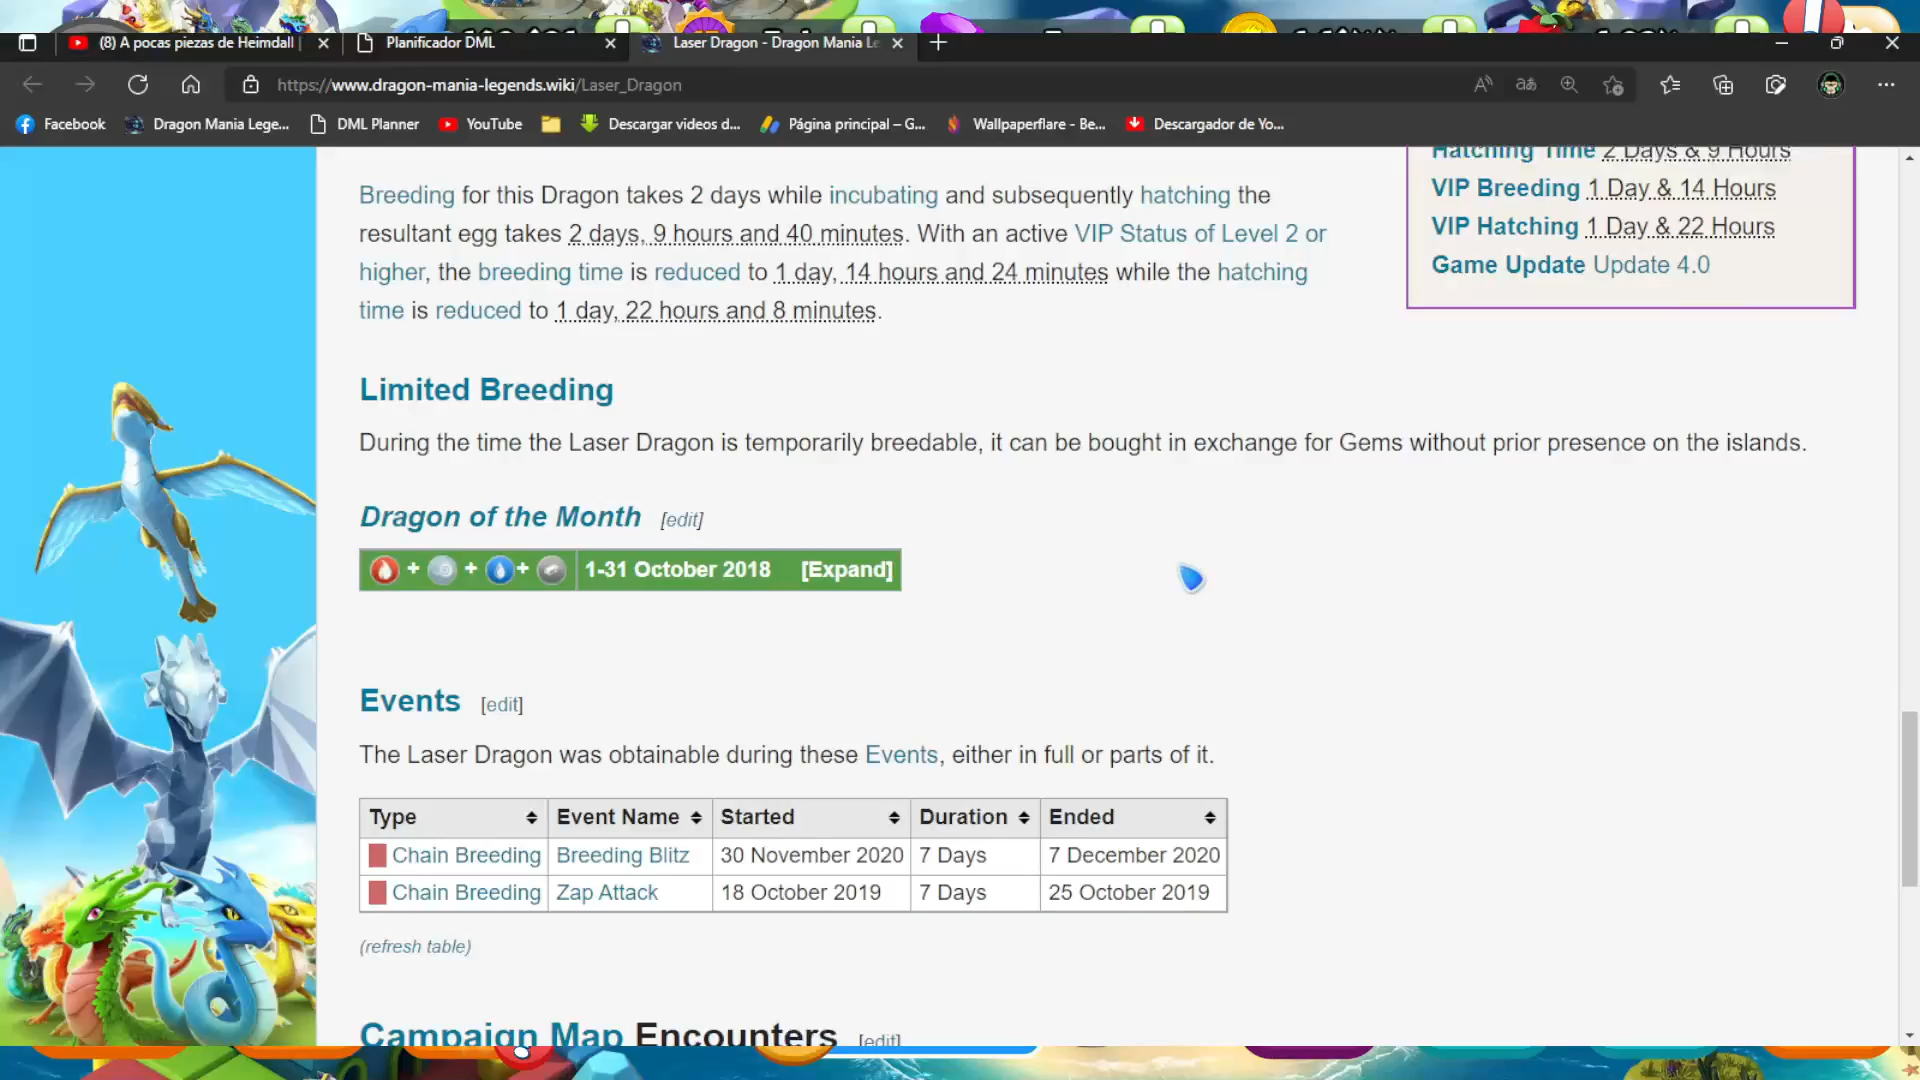 (8) A pocas piezas de Heimdall |
Planificador DML
Laser Dragon - Dragon Mania Le
https://www.dragon-mania-legends.wiki/Laser_Dragon
Facebook
Dragon Mania Lege...
DML Planner
YouTube
Descargar videos d...
Página principal – G...
Wallpaperflare - Be...
Descargador de Yo...
Hatching Time 2 Days & 9 Hours
VIP Breeding 1 Day & 14 Hours
VIP Hatching 1 Day & 22 Hours
Game Update Update 4.0
Breeding for this Dragon takes 2 days while incubating and subsequently hatching the
resultant egg takes 2 days, 9 hours and 40 minutes. With an active VIP Status of Level 2 or
higher, the breeding time is reduced to 1 day, 14 hours and 24 minutes while the hatching
time is reduced to 1 day, 22 hours and 8 minutes.
Limited Breeding
During the time the Laser Dragon is temporarily breedable, it can be bought in exchange for Gems without prior presence on the islands.
Dragon of the Month [edit]
+ + + 1-31 October 2018 [Expand]
Events [edit]
The Laser Dragon was obtainable during these Events, either in full or parts of it.
Type Event Name Started Duration Ended
Chain Breeding Breeding Blitz 30 November 2020 7 Days 7 December 2020
Chain Breeding Zap Attack 18 October 2019 7 Days 25 October 2019
(refresh table)
Campaign Map Encounters [edit]